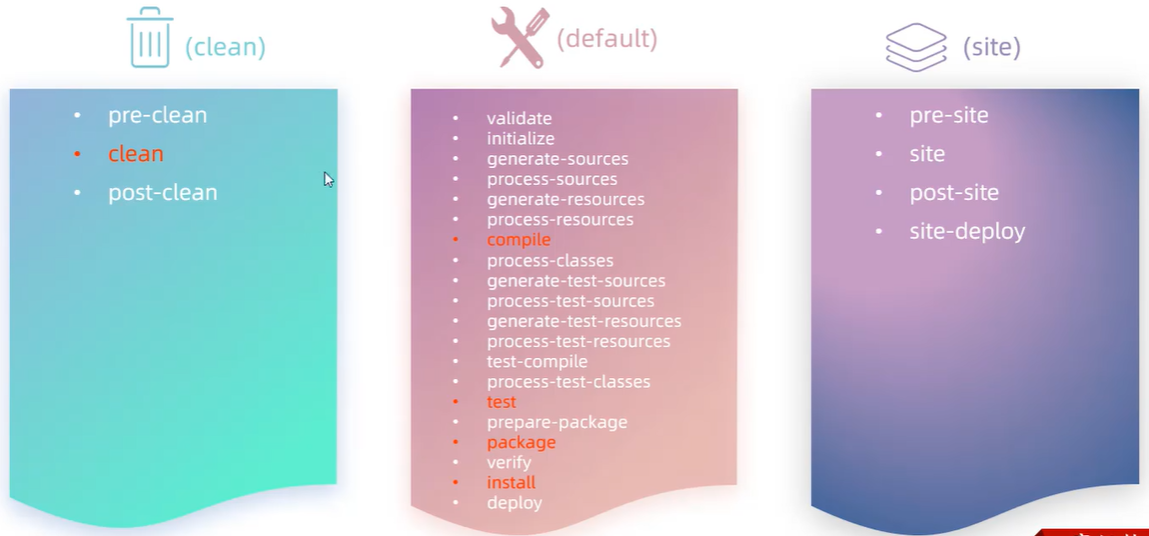 (clean)
• pre-clean
• clean
• post-clean
(default)
• validate
• initialize
• generate-sources
• process-sources
• generate-resources
• process-resources
• compile
• process-classes
• generate-test-sources
• process-test-sources
• generate-test-resources
• process-test-resources
• test-compile
• process-test-classes
• test
• prepare-package
• package
• verify
• install
• deploy
(site)
• pre-site
• site
• post-site
• site-deploy